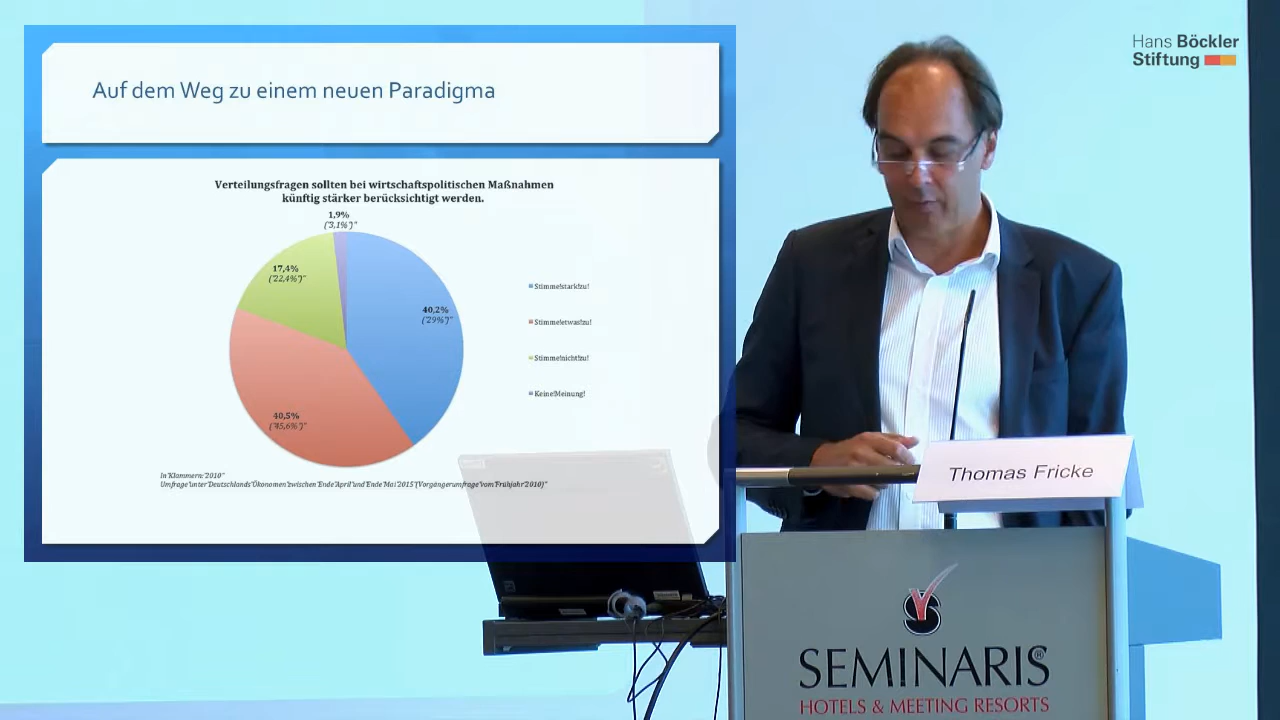 Hans Böckler
Stiftung
Auf dem Weg zu einem neuen Paradigma
Verteilungsfragen sollten bei wirtschaftspolitischen Maßnahmen
künftig stärker berücksichtigt werden.
1,9%
("3,1%")"
17,4%
("22,4%")"
40,2%
("29%")"
40,5%
("45,6%")"
Stimme!stark!zu!
Stimme!etwas!zu!
Stimme!nicht!zu!
Keine!Meinung!
In"Klammern:"2010"
Umfrage"unter"Deutschlands"Ökonomen"zwischen"Ende"April"und"Ende"Mai"2015"(Vorgängerumfrage"vom"Frühjahr"2010)"
Thomas Fricke
SEMINARIS®
HOTELS & MEETING RESORTS